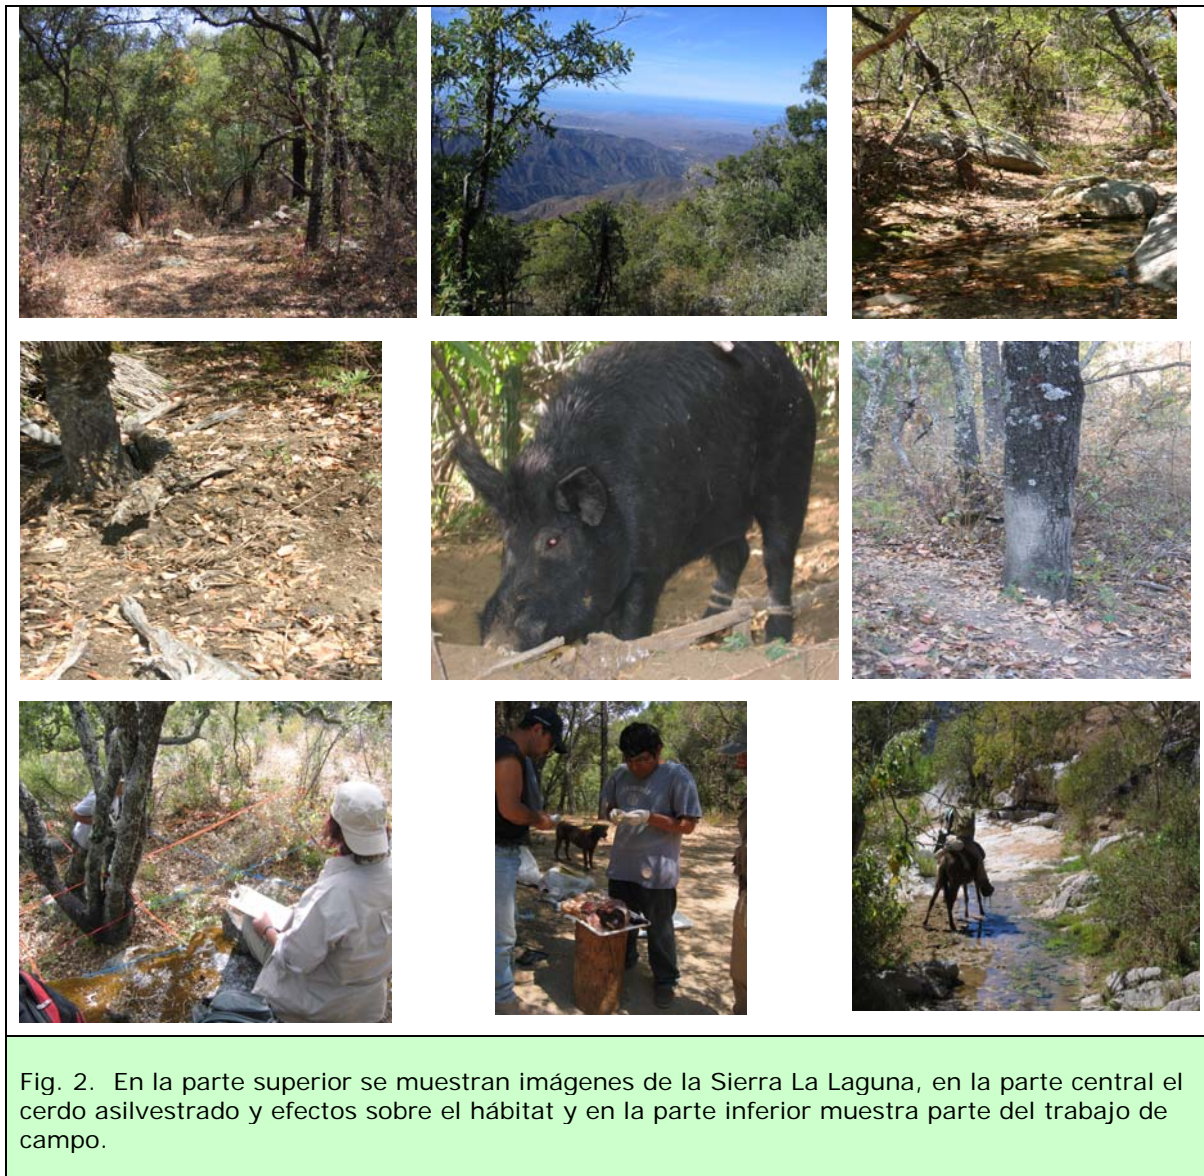 Fig. 2.  En la parte superior se muestran imágenes de la Sierra La Laguna, en la parte central el
cerdo asilvestrado y efectos sobre el hábitat y en la parte inferior muestra parte del trabajo de
campo.